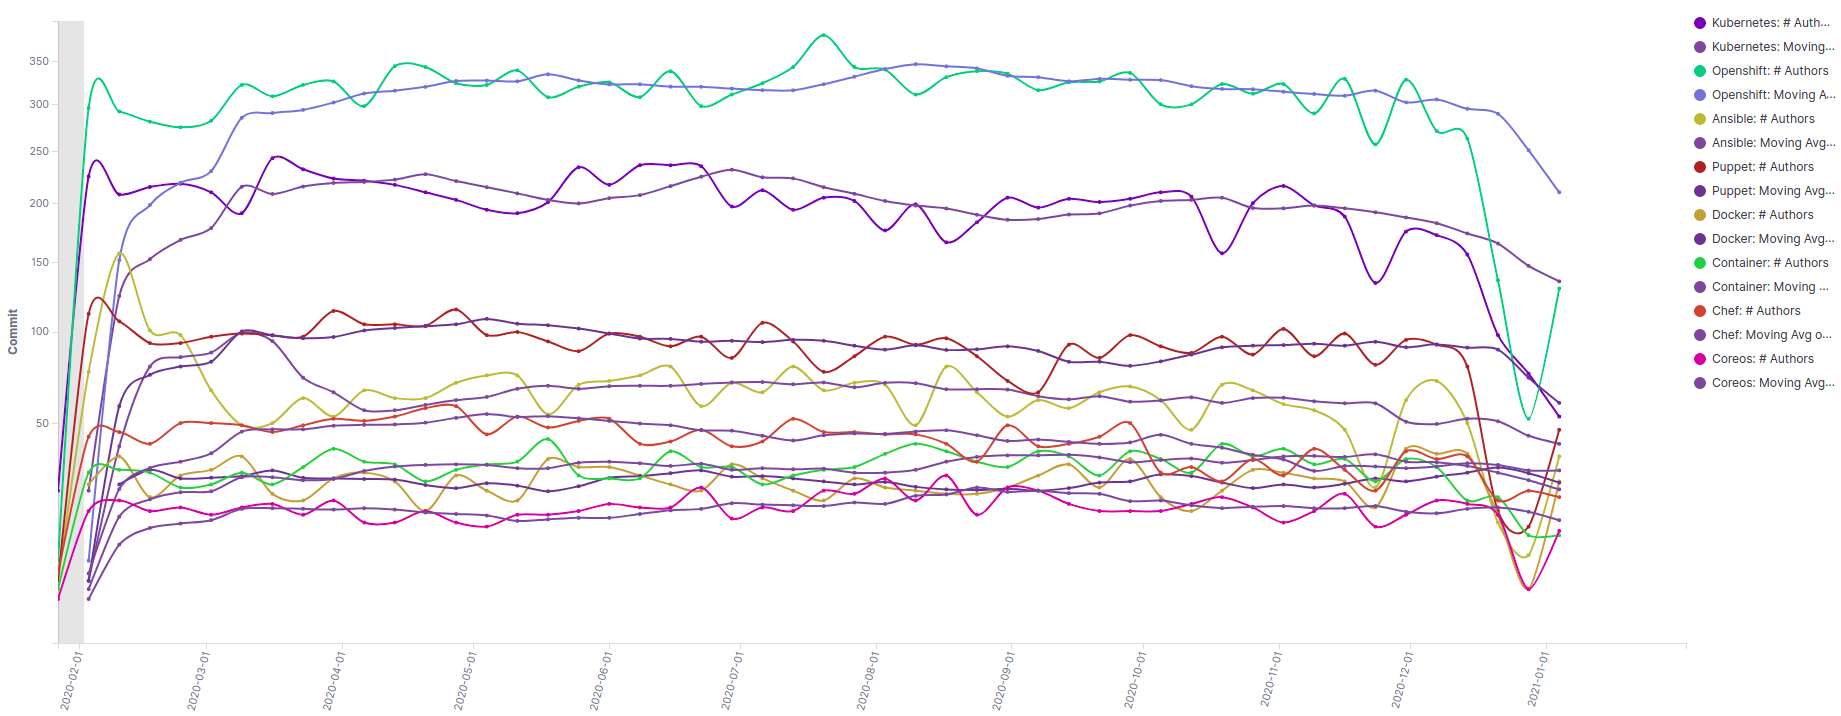 Commit
350
300
250
200
150
100
50
2020-02-01
2020-03-01
2020-04-01
2020-05-01
2020-06-01
2020-07-01
2020-08-01
2020-09-01
2020-10-01
2020-11-01
2020-12-01
2021-01-01
Kubernetes: # Auth...
Kubernetes: Moving...
Openshift: # Authors
Openshift: Moving A...
Ansible: # Authors
Ansible: Moving Avg...
Puppet: # Authors
Puppet: Moving Avg...
Docker: # Authors
Docker: Moving Avg...
Container: # Authors
Container: Moving ...
Chef: # Authors
Chef: Moving Avg o...
Coreos: # Authors
Coreos: Moving Avg...